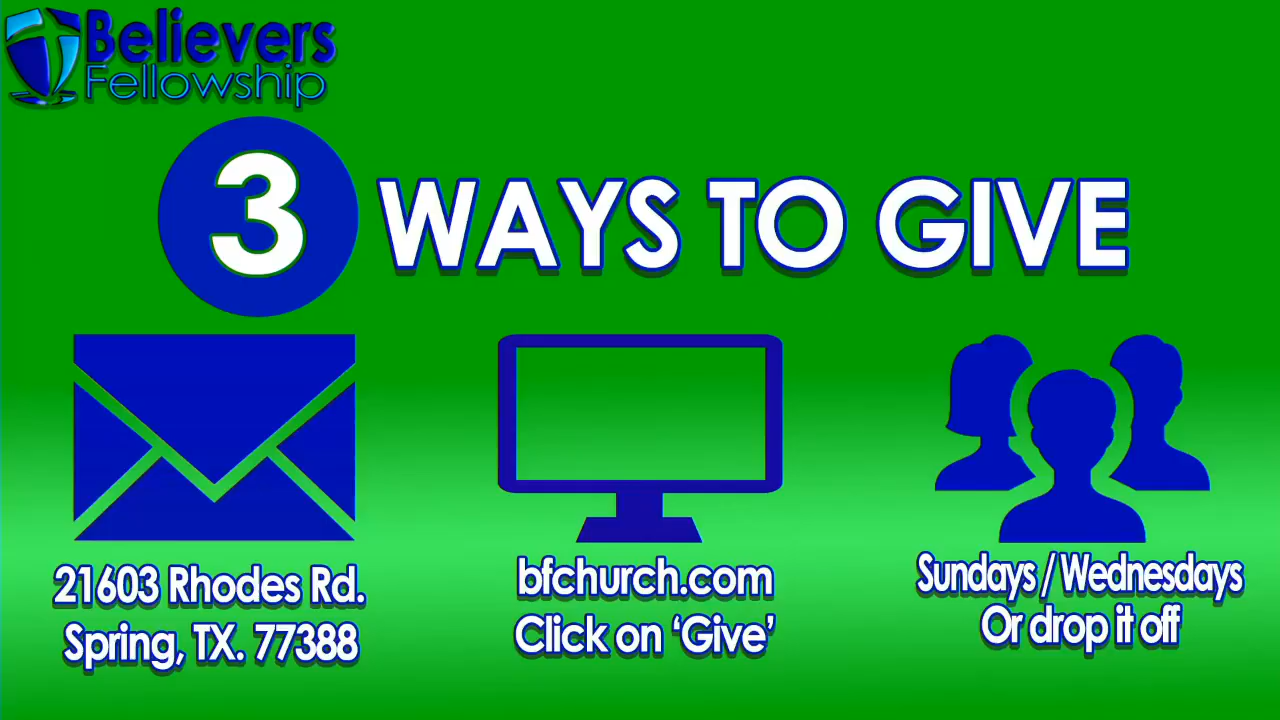 Believers
Fellowship
3 WAYS TO GIVE
21603 Rhodes Rd.
Spring, TX. 77388
bfchurch.com
Click on ‘Give’
Sundays / Wednesdays
Or drop it off